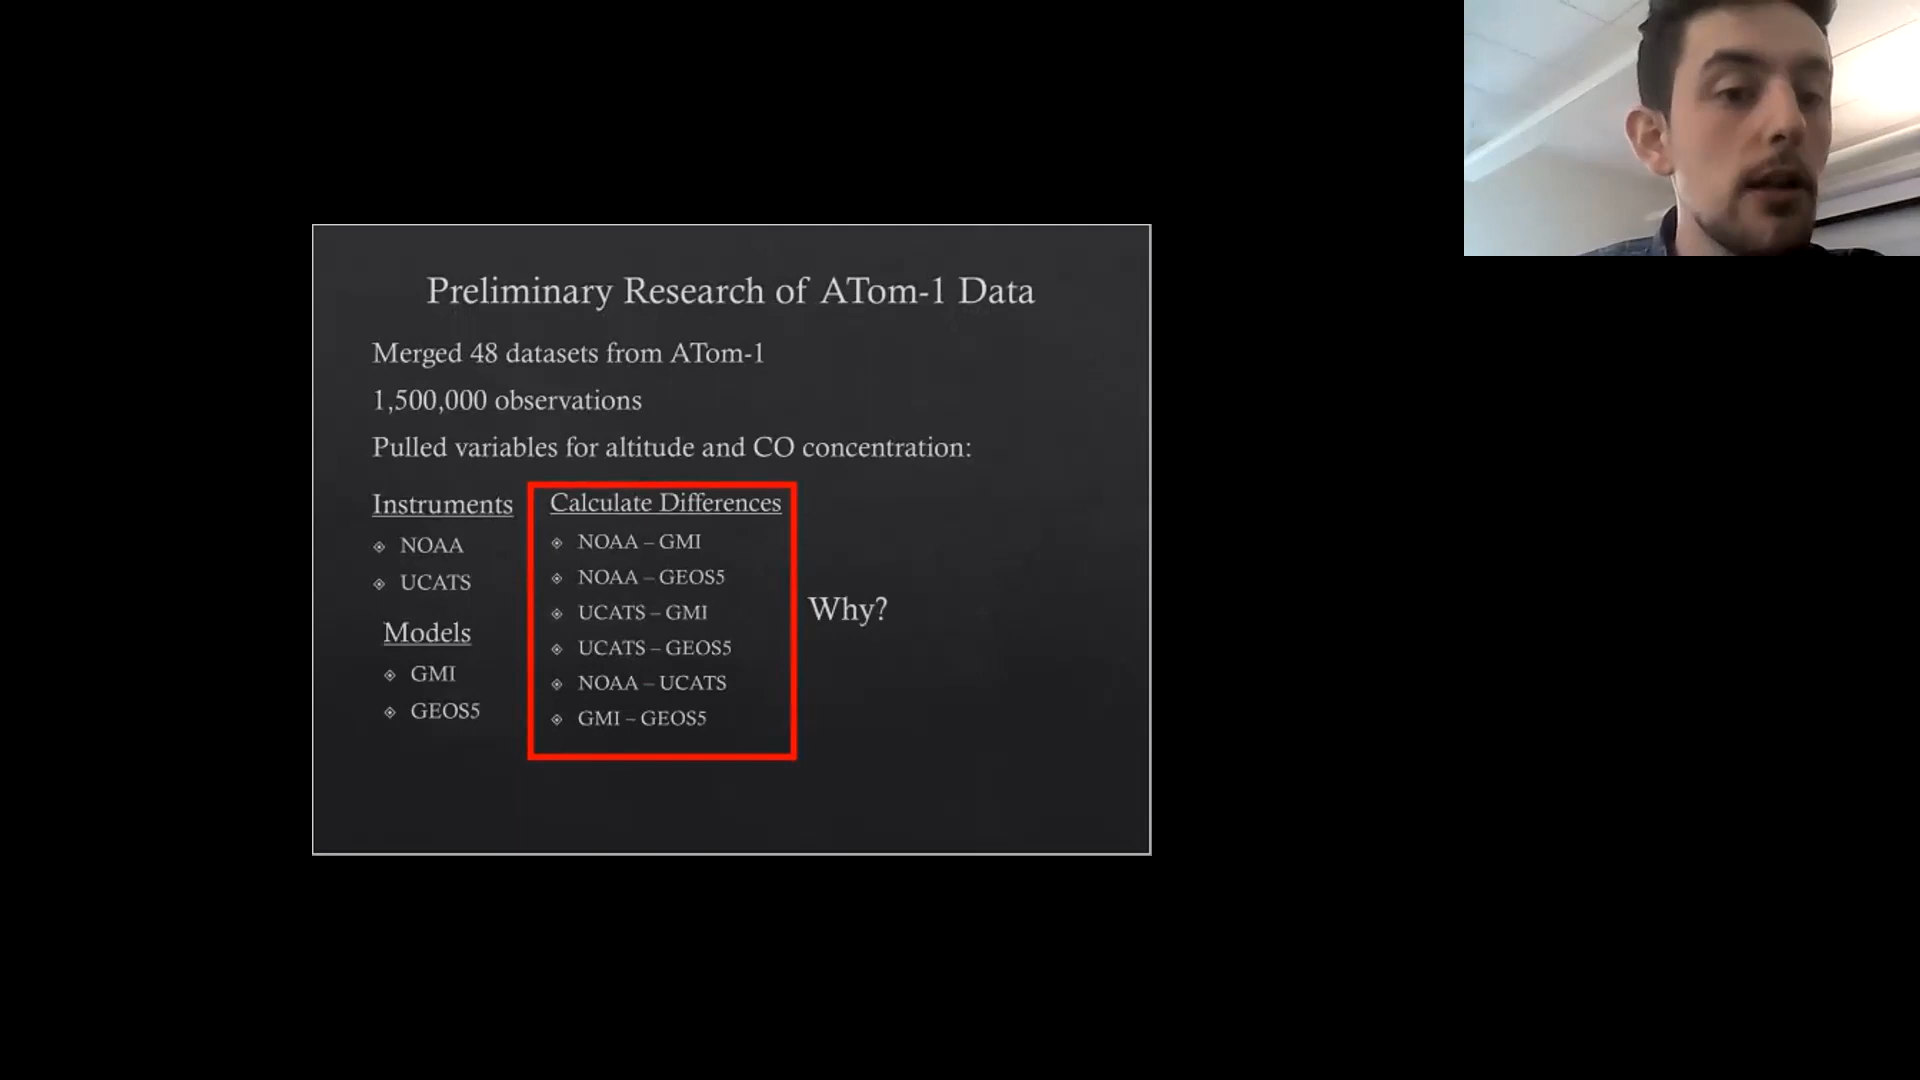 Preliminary Research of ATom-1 Data
Merged 48 datasets from ATom-1
1,500,000 observations
Pulled variables for altitude and CO concentration:
Instruments
NOAA
UCATS
Models
GMI
GEOS5
Calculate Differences
NOAA – GMI
NOAA – GEOS5
UCATS – GMI
UCATS – GEOS5
NOAA – UCATS
GMI – GEOS5
Why?